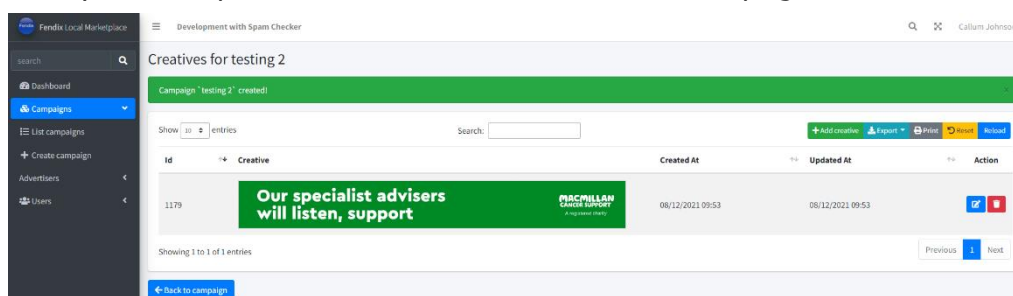 Fendix Local Marketplace
Development with Spam Checker
Callum Johnso
search
Creatives for testing 2
Dashboard
Campaign `testing 2` created!
Campaigns
List campaigns
Show 10 entries
Search:
Add creative Export Print Reset Reload
Create campaign
Id Creative Created At Updated At Action
Advertisers
Users
1179
Our specialist advisers
will listen, support
MACMILLAN
CANCER SUPPORT
A registered charity
08/12/2021 09:53
08/12/2021 09:53
Showing 1 to 1 of 1 entries
Previous 1 Next
Back to campaign